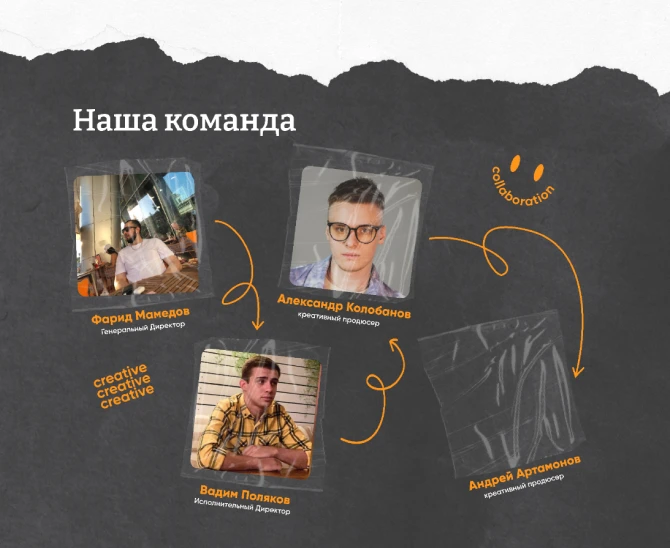 Наша команда
collaboration
Фарид Мамедов
Генеральный Директор
Александр Колобанов
креативный продюсер
creative
creative
creative
Вадим Поляков
Исполнительный Директор
Андрей Артамонов
креативный продюсер